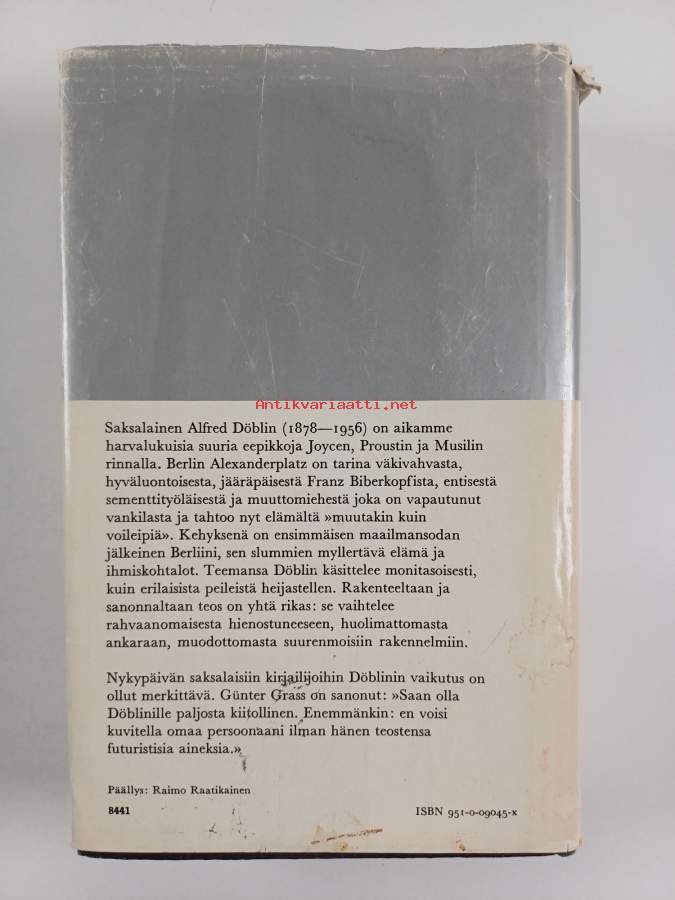 Antikvariaatti.net
Saksalainen Alfred Döblin (1878—1956) on aikamme
harvalukuisia suuria eepikkoja Joycen, Proustin ja Musilin
rinnalla. Berlin Alexanderplatz on tarina väkivahvasta,
hyväluontoisesta, jääräpäisestä Franz Biberkopfista, entisestä
sementtityöläisestä ja muuttomiehestä joka on vapautunut
vankilasta ja tahtoo nyt elämältä »muutakin kuin
voileipiä». Kehyksenä on ensimmäisen maailmansodan
jälkeinen Berliini, sen slummien myllertävä elämä ja
ihmiskohtalot. Teemansa Döblin käsittelee monitasoisesti,
kuin erilaisista peileistä heijastellen. Rakenteeltaan ja
sanonnaltaan teos on yhtä rikas: se vaihtelee
rahvaanomaisesta hienostuneeseen, huolimattomasta
ankaraan, muodottomasta suurenmoisiin rakennelmiin.
Nykypäivän saksalaisiin kirjailijoihin Döblinin vaikutus on
ollut merkittävä. Günter Grass on sanonut: »Saan olla
Döblinille paljosta kiitollinen. Enemmänkin: en voisi
kuvitella omaa persoonaani ilman hänen teostensa
futuristisia aineksia.»
Päällys: Raimo Raatikainen
8441 ISBN 951-0-09045-x